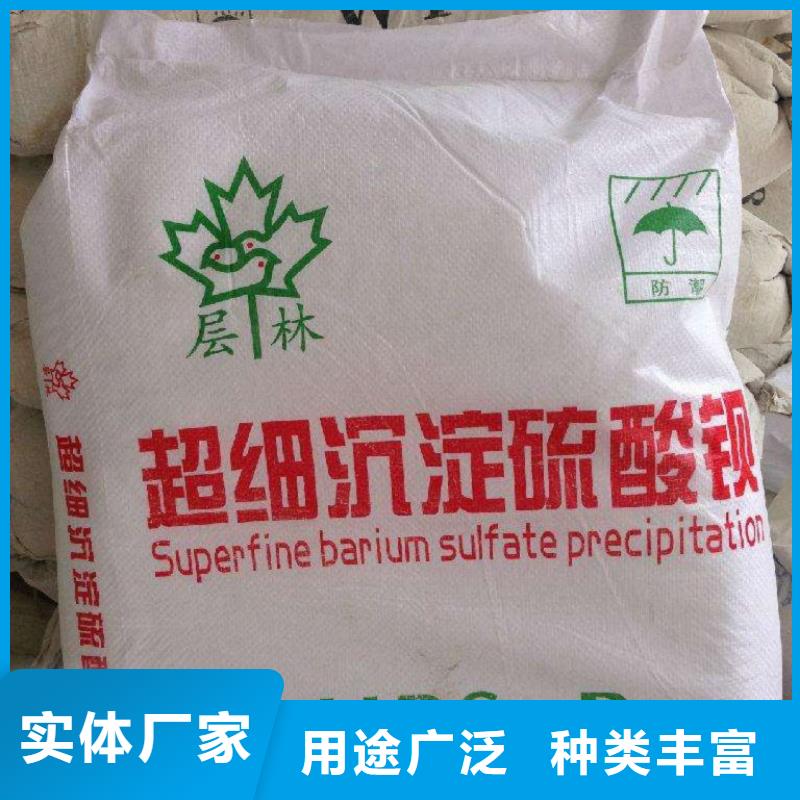 层林
防潮
超细沉淀硫酸钡
Superfine barium sulfate precipitation
超细沉淀硫酸
实体厂家
用途广泛 种类丰富